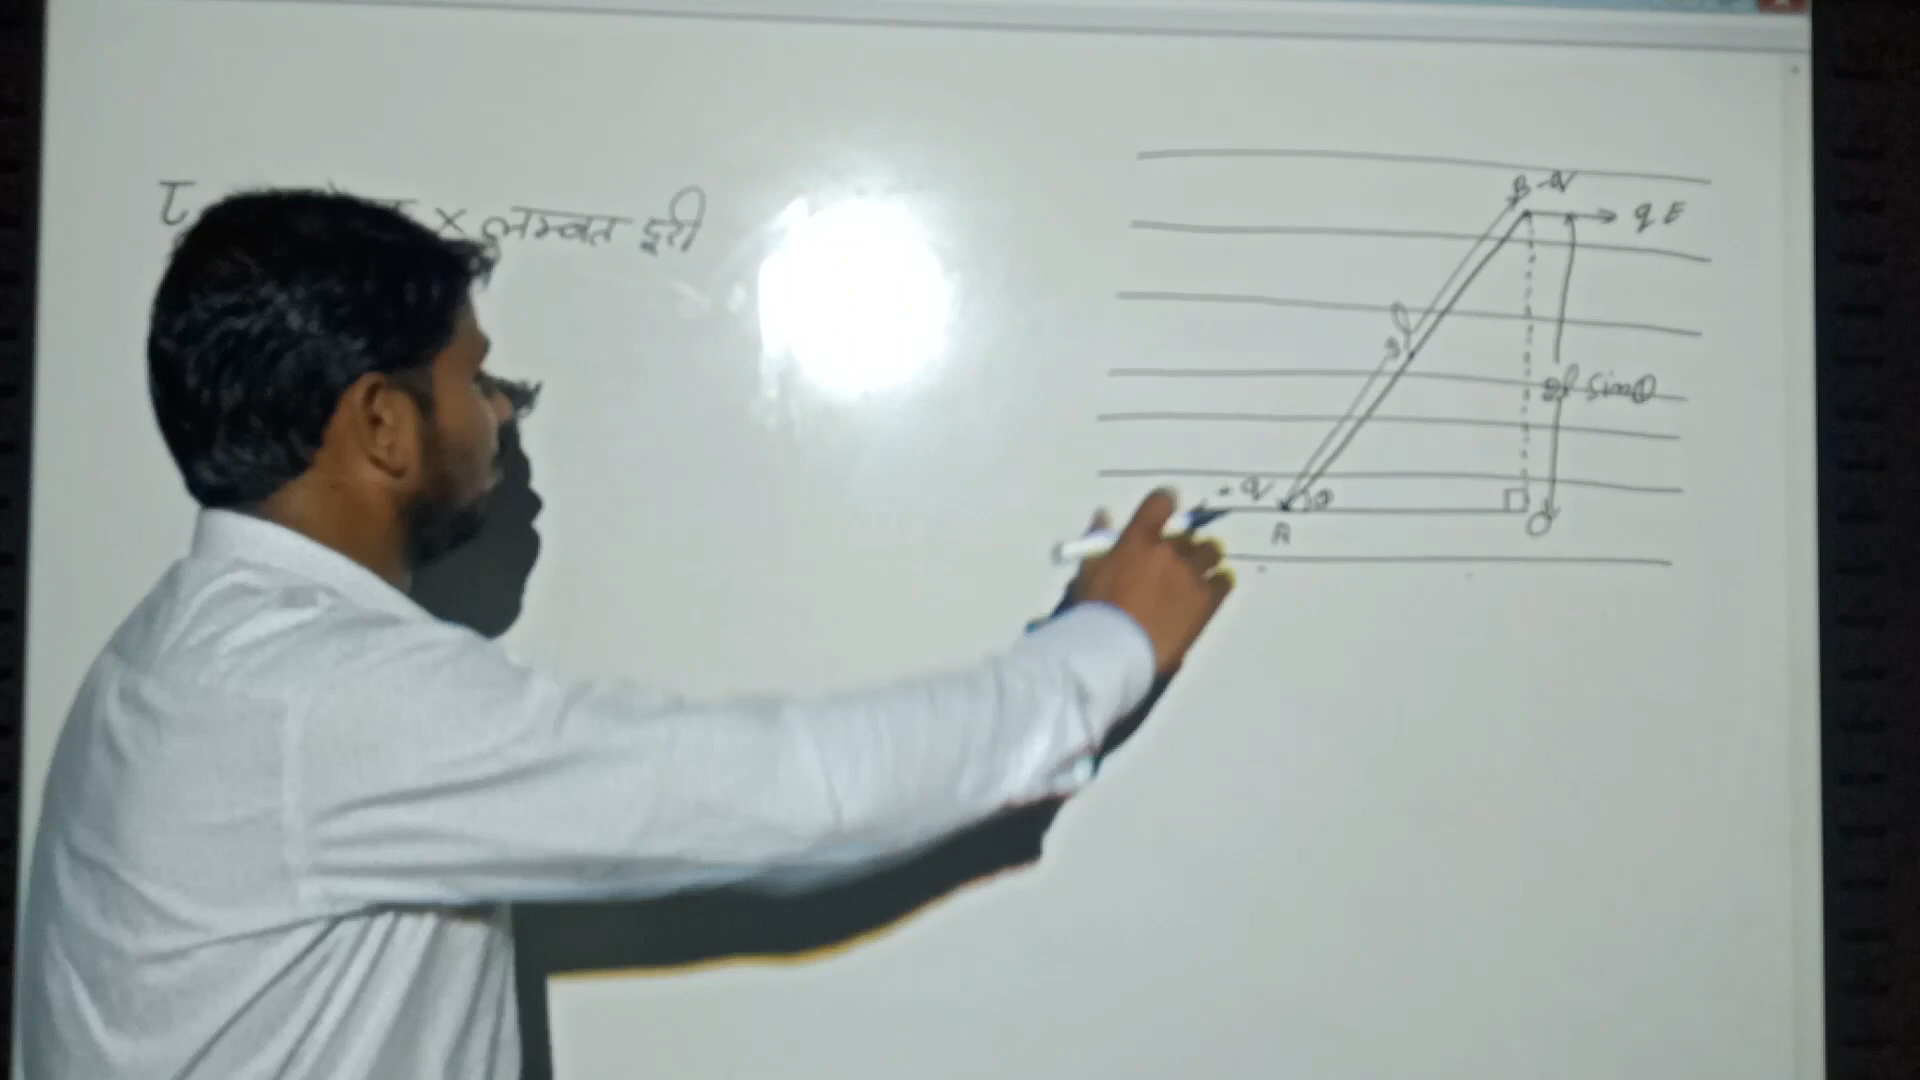 τ × लम्बवत दूरी
B -q
qE
2l
2l sinθ
-q θ
A
O